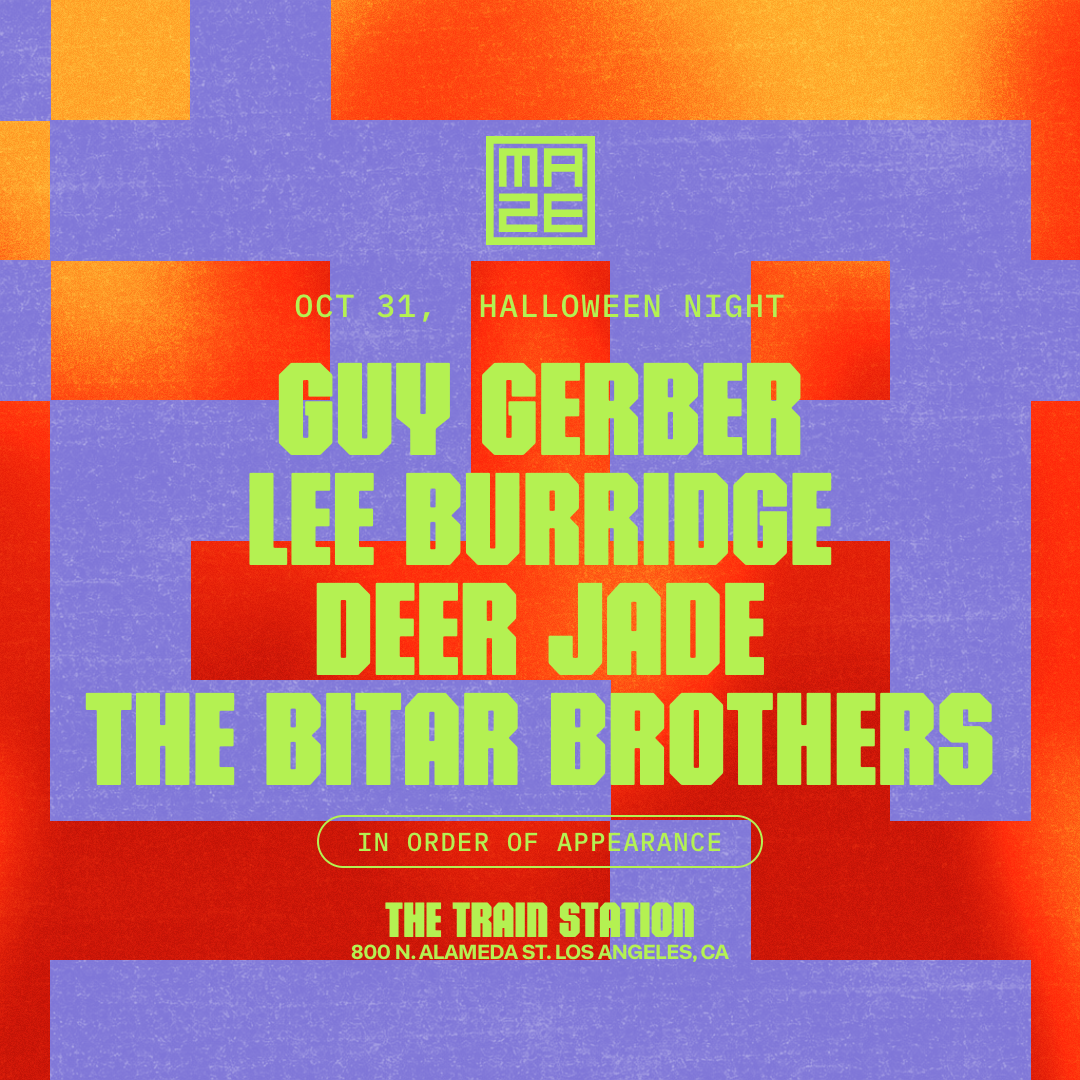 MA
ZE
OCT 31, HALLOWEEN NIGHT
GUY GERBER
LEE BURRIDGE
DEER JADE
THE BITAR BROTHERS
IN ORDER OF APPEARANCE
THE TRAIN STATION
800 N. ALAMEDA ST. LOS ANGELES, CA